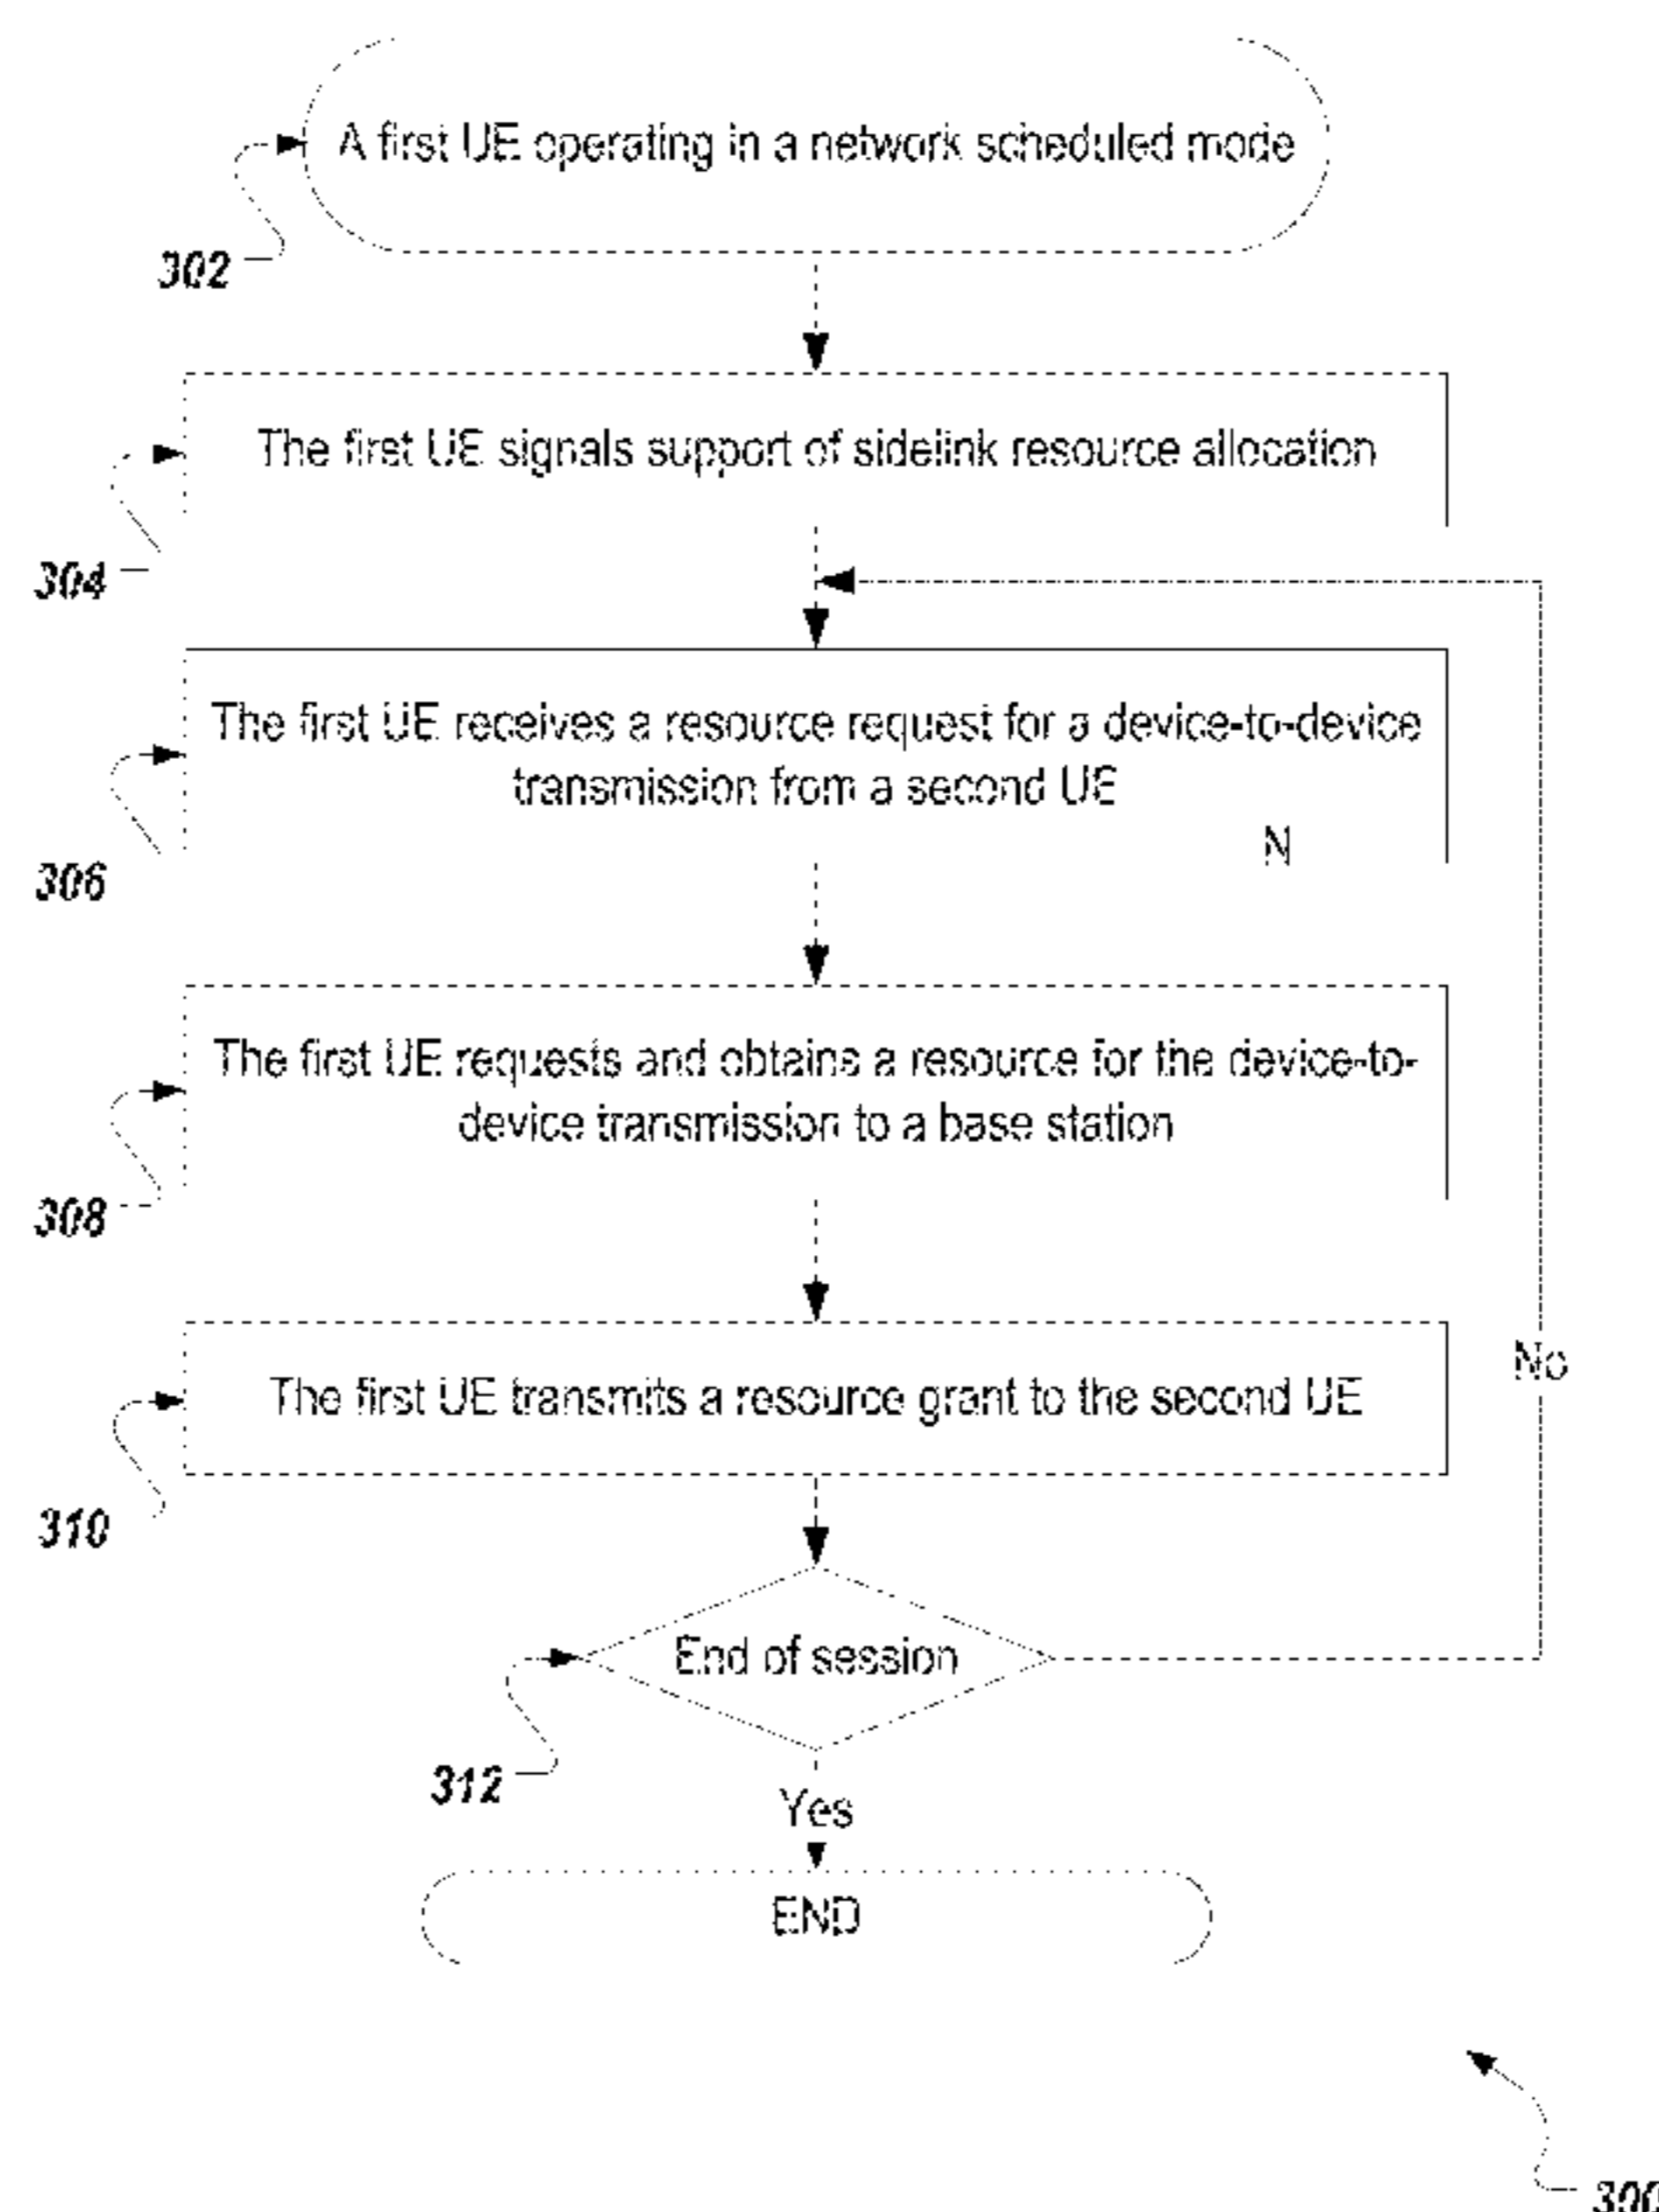 A first UE operating in a network scheduled mode
302
The first UE signals support of sidelink resource allocation
304
The first UE receives a resource request for a device-to-device
transmission from a second UE
N
306
The first UE requests and obtains a resource for the device-to-
device transmission to a base station
308
The first UE transmits a resource grant to the second UE
No
310
End of session
312
Yes
END
300